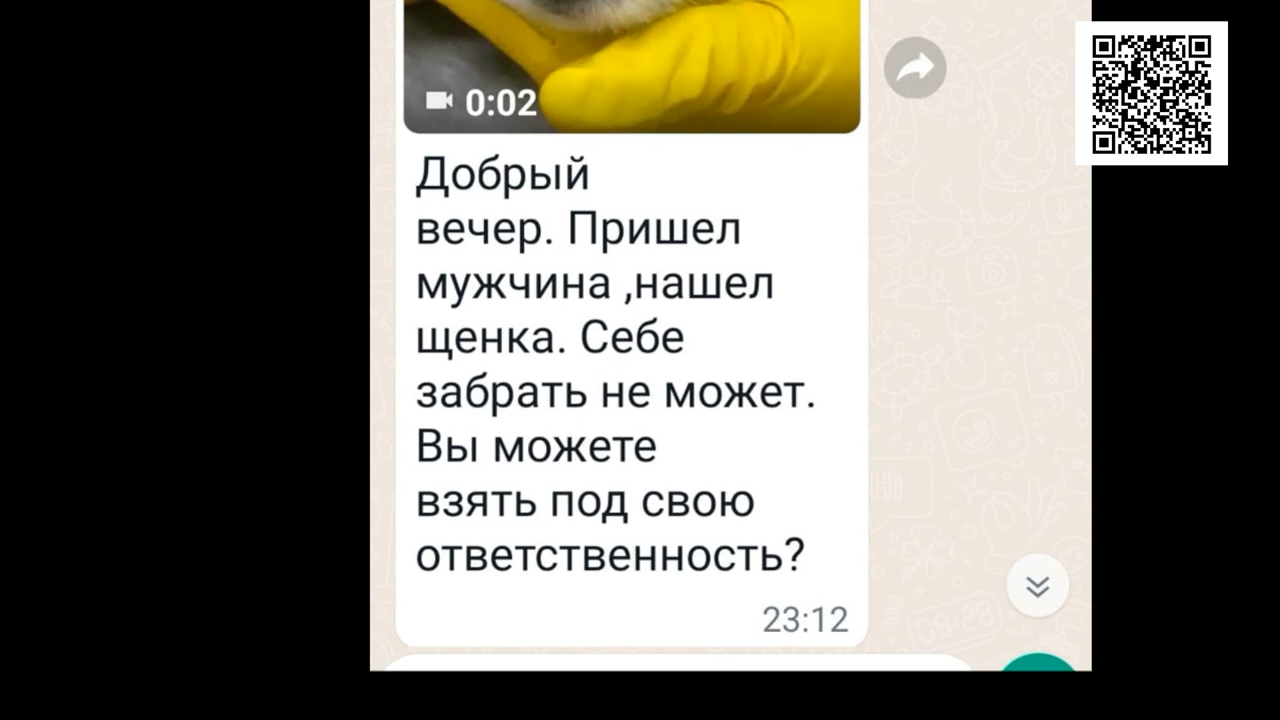 0:02
Добрый
вечер. Пришел
мужчина ,нашел
щенка. Себе
забрать не может.
Вы можете
взять под свою
ответственность?
23:12